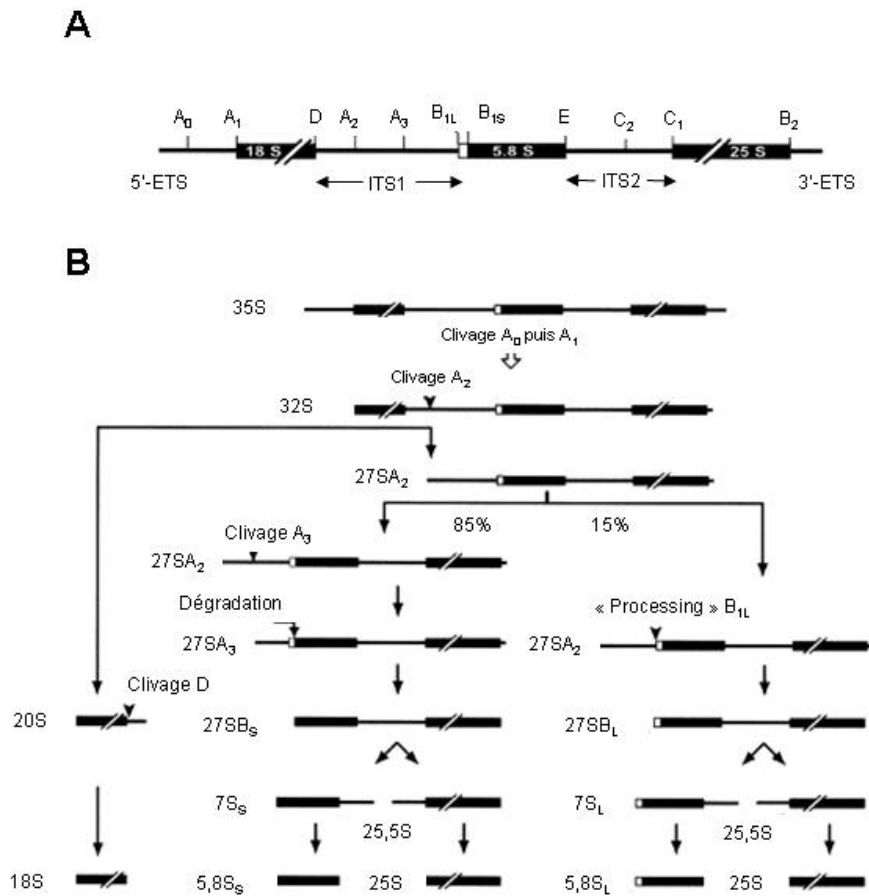 A
A₀ A₁ D A₂ A₃ B₁L B₁S E C₂ C₁ B₂
18 S 5.8 S 25 S
5'-ETS ITS1 ITS2 3'-ETS
B
35S
Clivage A₀ puis A₁
Clivage A₂
32S
27SA₂
85% 15%
Clivage A₃
27SA₂
« Processing » B₁L
Dégradation
27SA₃ 27SA₂
Clivage D
20S 27SBS 27SBL
7SS 7SL
25,5S 25,5S
18S 5,8SS 25S 5,8SL 25S